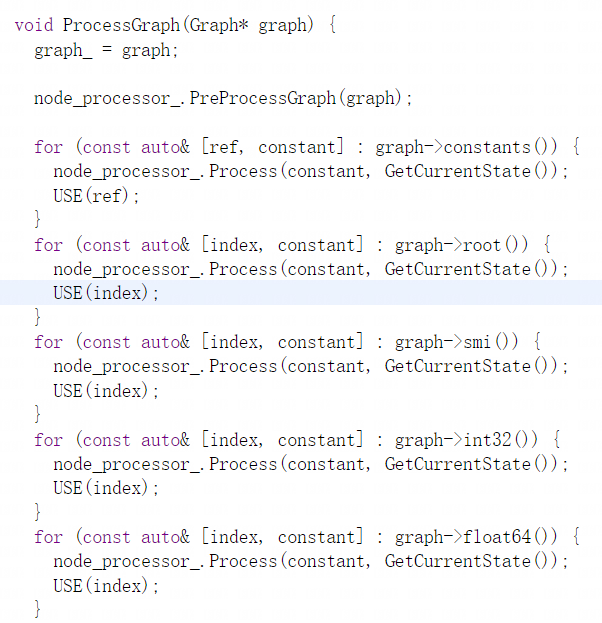 void ProcessGraph(Graph* graph) {
  graph_ = graph;

  node_processor_.PreProcessGraph(graph);

  for (const auto& [ref, constant] : graph->constants()) {
    node_processor_.Process(constant, GetCurrentState());
    USE(ref);
  }
  for (const auto& [index, constant] : graph->root()) {
    node_processor_.Process(constant, GetCurrentState());
    USE(index);
  }
  for (const auto& [index, constant] : graph->smi()) {
    node_processor_.Process(constant, GetCurrentState());
    USE(index);
  }
  for (const auto& [index, constant] : graph->int32()) {
    node_processor_.Process(constant, GetCurrentState());
    USE(index);
  }
  for (const auto& [index, constant] : graph->float64()) {
    node_processor_.Process(constant, GetCurrentState());
    USE(index);
  }